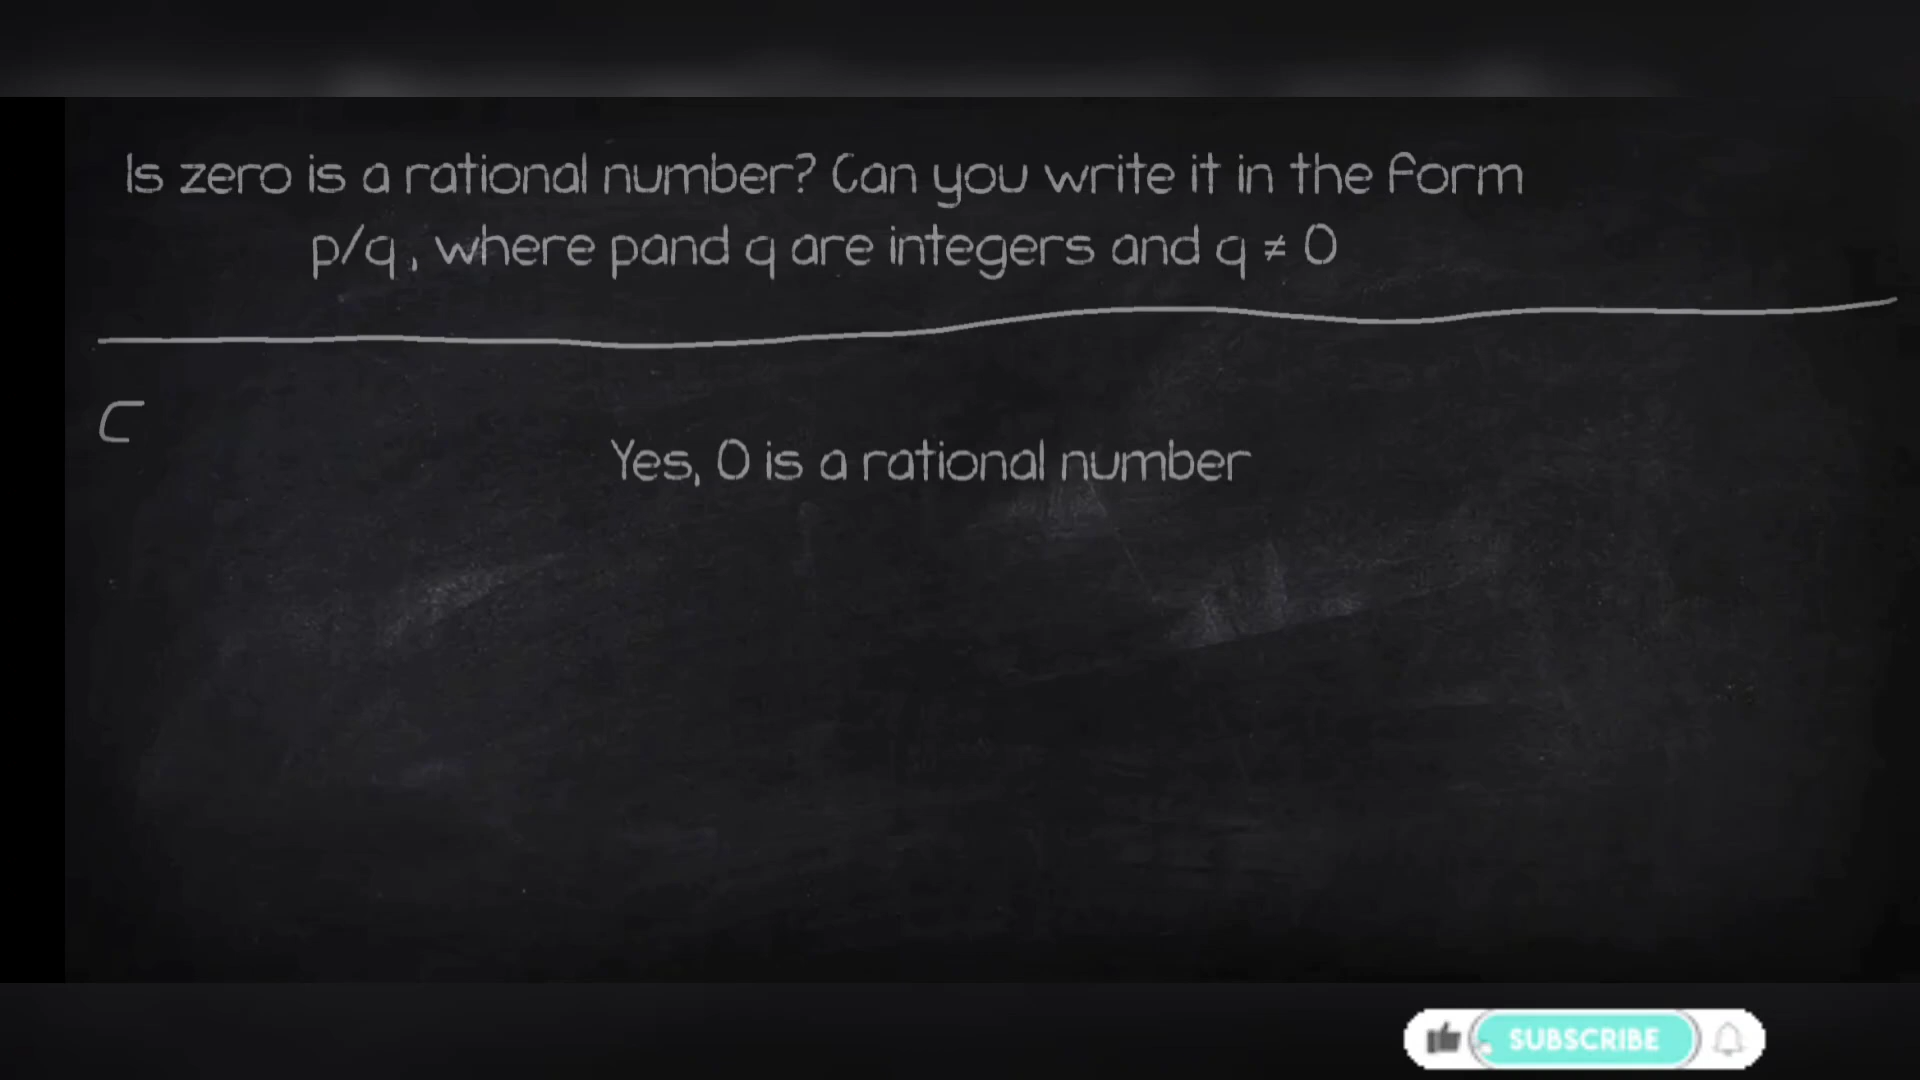 Is zero is a rational number? Can you write it in the form
p/q, where pand q are integers and q ≠ 0
C
Yes, 0 is a rational number
SUBSCRIBE